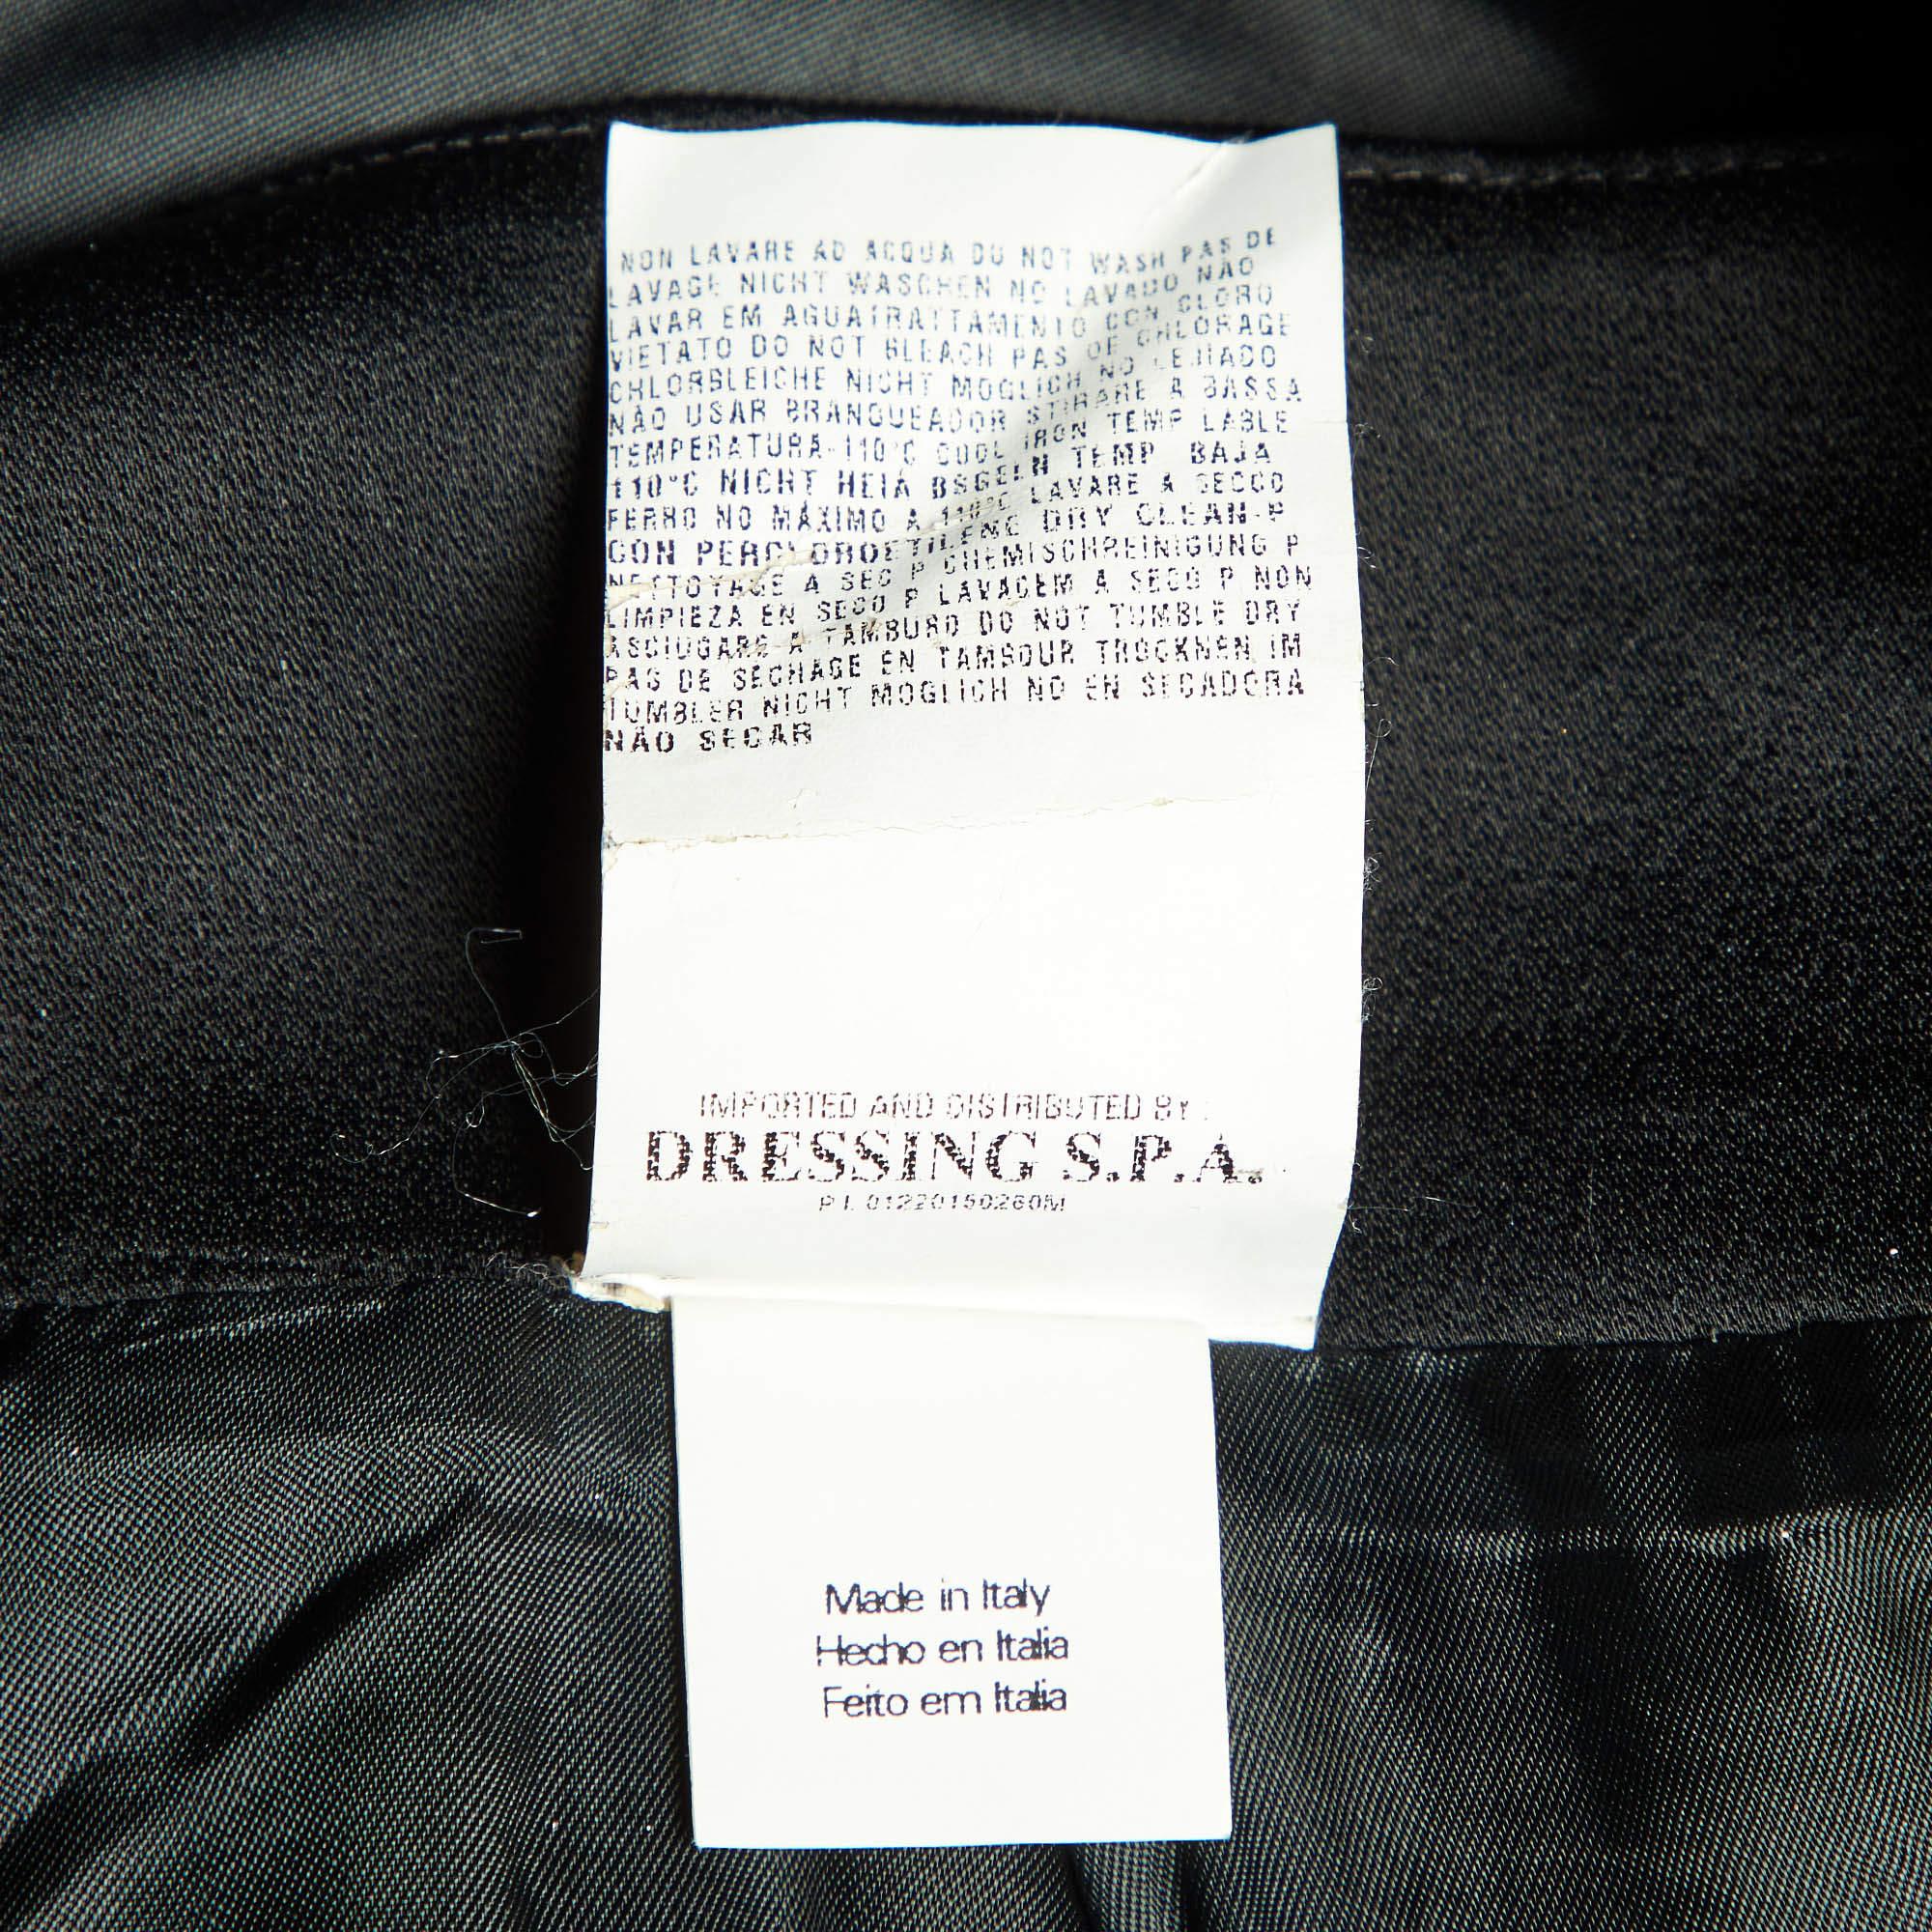 NON LAVARE AD ACQUA DO NOT WASH PAS DE
LAVAGE NICHT WASCHEN NO LAVADO NÃO
LAVAR EM AGUATRATTAMENTO CON CLORO
VIETATO DO NOT BLEACH PAS DE CHLORAGE
CHLORBLEICHE NICHT MOGLICH NO LEJIADO
NÃO USAR BRANQUEADOR STIRARE A BASSA
TEMPERATURA-110°C COOL IRON TEMP LABLE
110°C NICHT HEIA BSGELN TEMP BAJA
FERRO NO MÁXIMO A 110°C LAVARE A SECCO
CON PERCLOROETILENE DRY CLEAN-P
NETTOYAGE A SEC P CHEMISCHREINIGUNG P
LIMPIEZA EN SECO P LAVAGEM A SECO P NON
ASCIUGARE A TAMBURO DO NOT TUMBLE DRY
PAS DE SECHAGE EN TAMBOUR TROCKNEN IM
TUMBLER NICHT MOGLICH NO EN SECADORA
NÃO SECAR
IMPORTED AND DISTRIBUTED BY:
DRESSING S.P.A.
P.I. 01220150260M
Made in Italy
Hecho en Italia
Feito em Italia